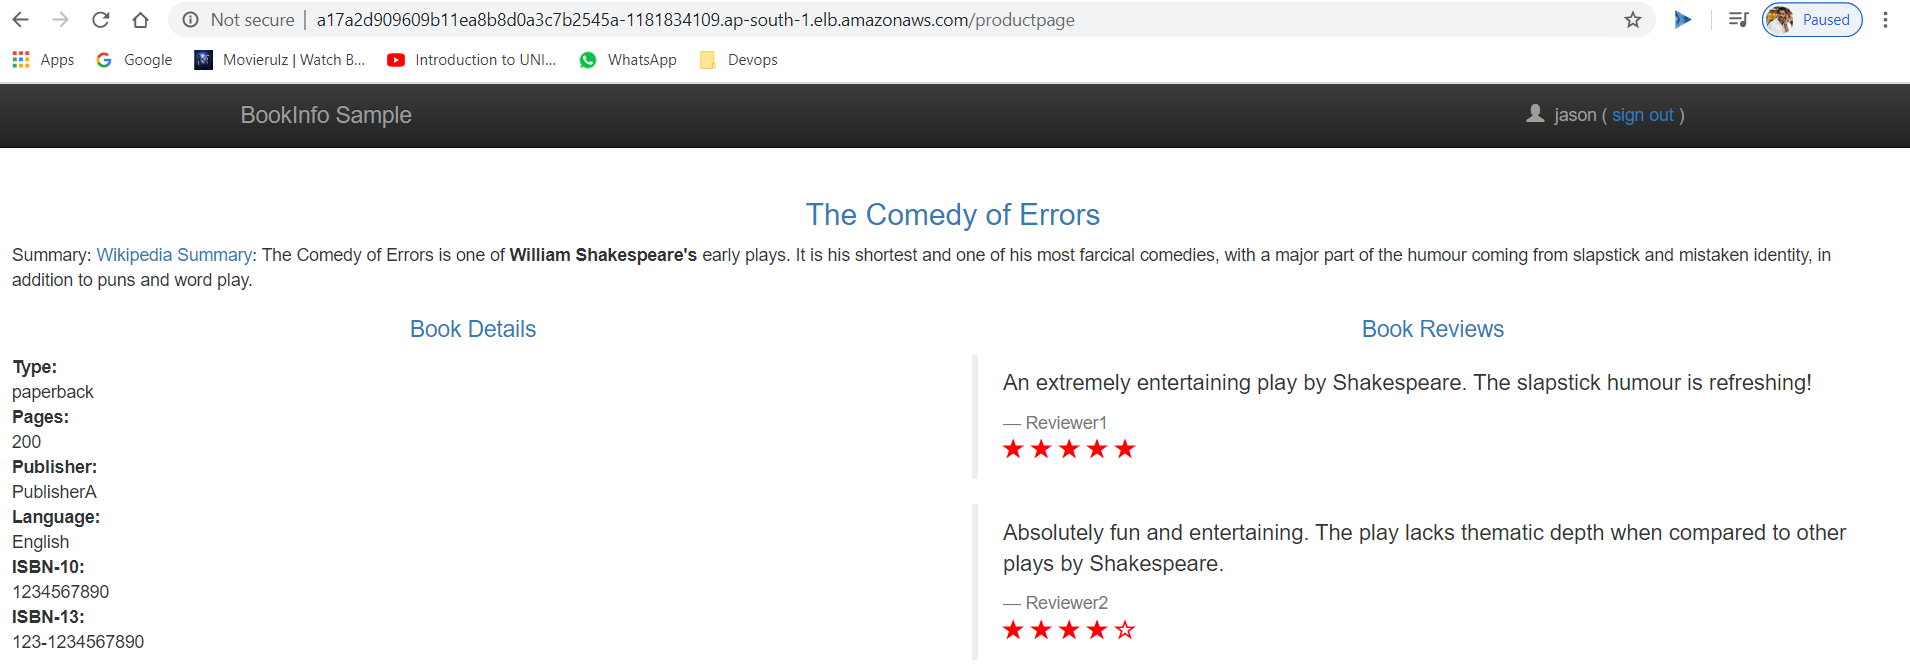 Not secure | a17a2d909609b11ea8b8d0a3c7b2545a-1181834109.ap-south-1.elb.amazonaws.com/productpage Paused
Apps Google Movierulz | Watch B... Introduction to UNI... WhatsApp Devops
BookInfo Sample jason ( sign out )
The Comedy of Errors
Summary: Wikipedia Summary: The Comedy of Errors is one of William Shakespeare's early plays. It is his shortest and one of his most farcical comedies, with a major part of the humour coming from slapstick and mistaken identity, in
addition to puns and word play.
Book Details
Type:
paperback
Pages:
200
Publisher:
PublisherA
Language:
English
ISBN-10:
1234567890
ISBN-13:
123-1234567890
Book Reviews
An extremely entertaining play by Shakespeare. The slapstick humour is refreshing!
— Reviewer1
Absolutely fun and entertaining. The play lacks thematic depth when compared to other
plays by Shakespeare.
— Reviewer2